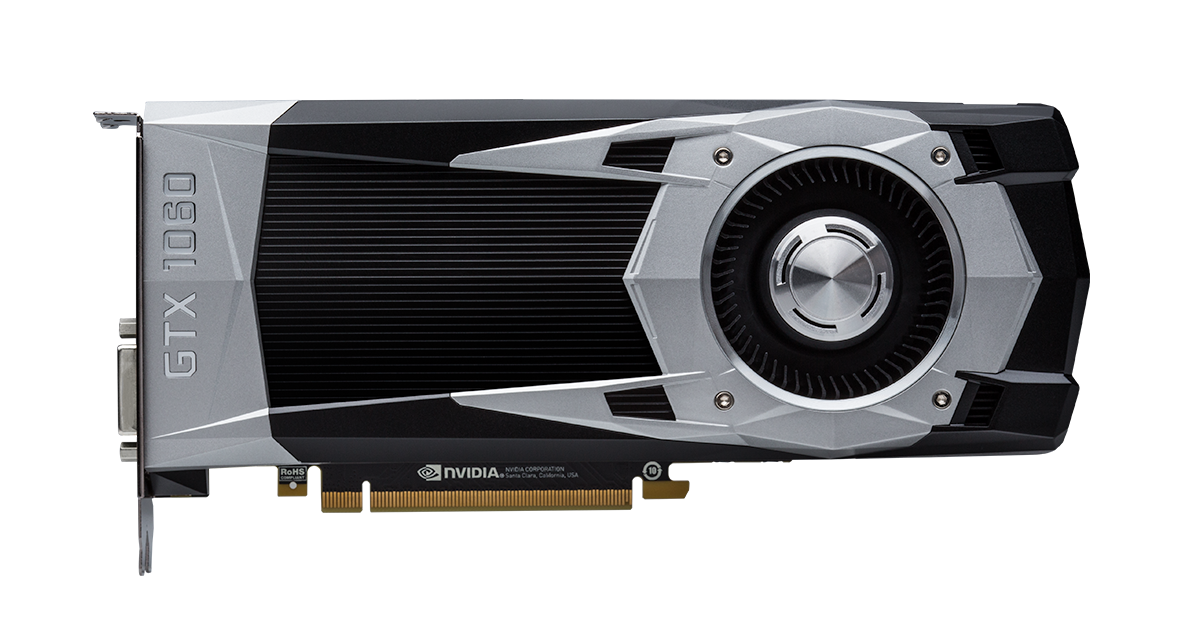 GTX 1060
RoHS
COMPLIANT
NVIDIA
NVIDIA CORPORATION
Santa Clara, California, USA
10